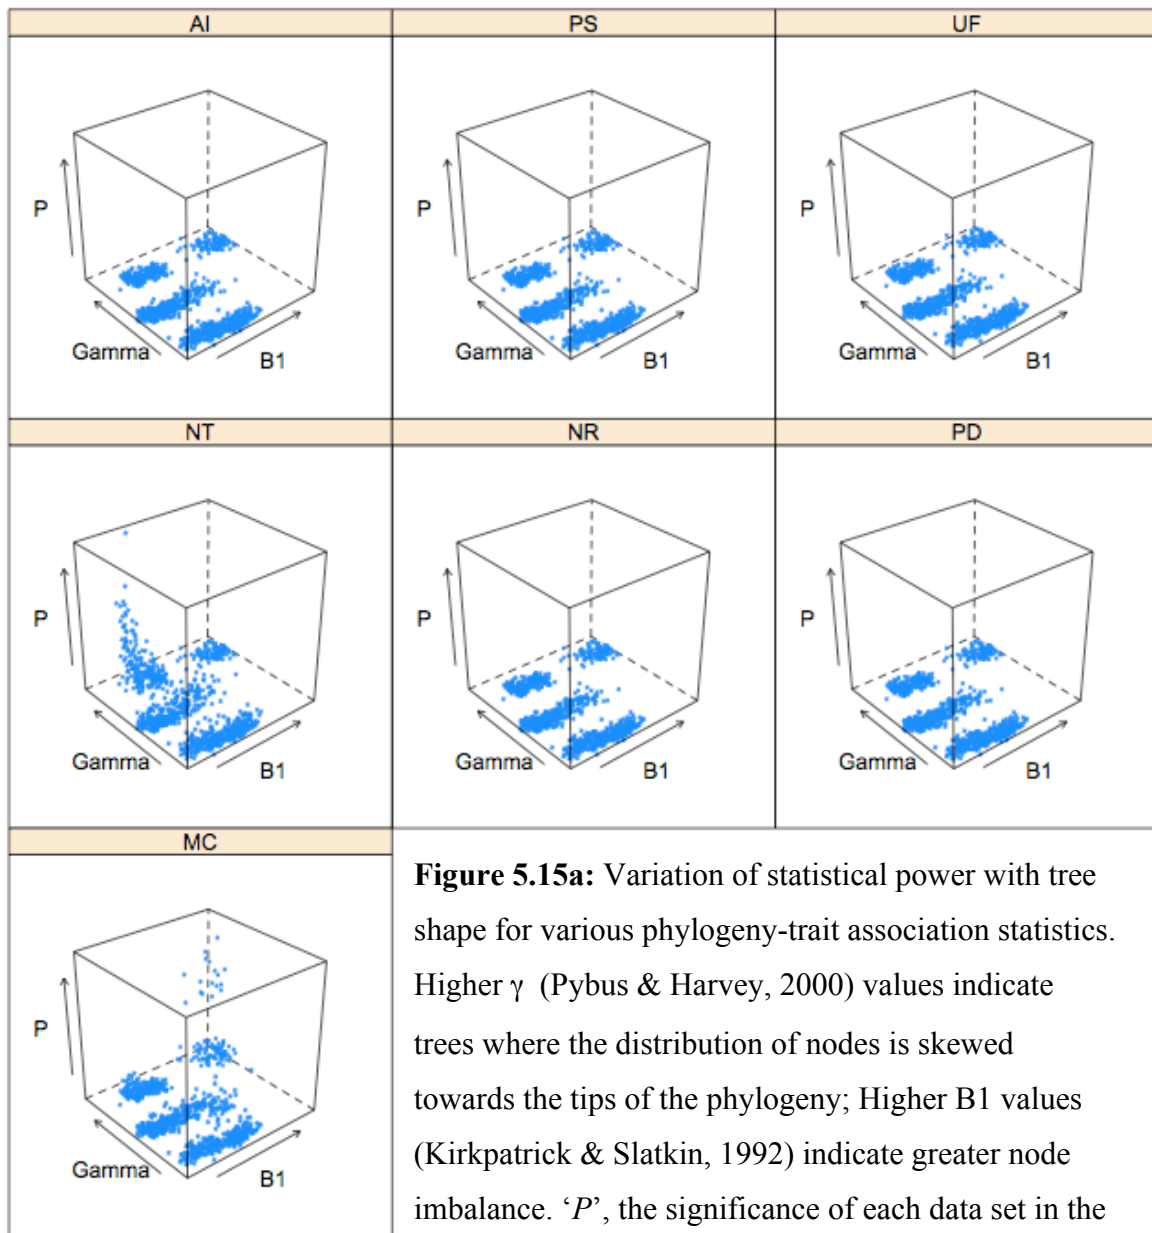 AI
PS
UF
P
Gamma
B1
P
Gamma
B1
P
Gamma
B1
NT
NR
PD
P
Gamma
B1
P
Gamma
B1
P
Gamma
B1
MC
P
Gamma
B1
Figure 5.15a: Variation of statistical power with tree
shape for various phylogeny-trait association statistics.
Higher γ (Pybus & Harvey, 2000) values indicate
trees where the distribution of nodes is skewed
towards the tips of the phylogeny; Higher B1 values
(Kirkpatrick & Slatkin, 1992) indicate greater node
imbalance. ‘P’, the significance of each data set in the